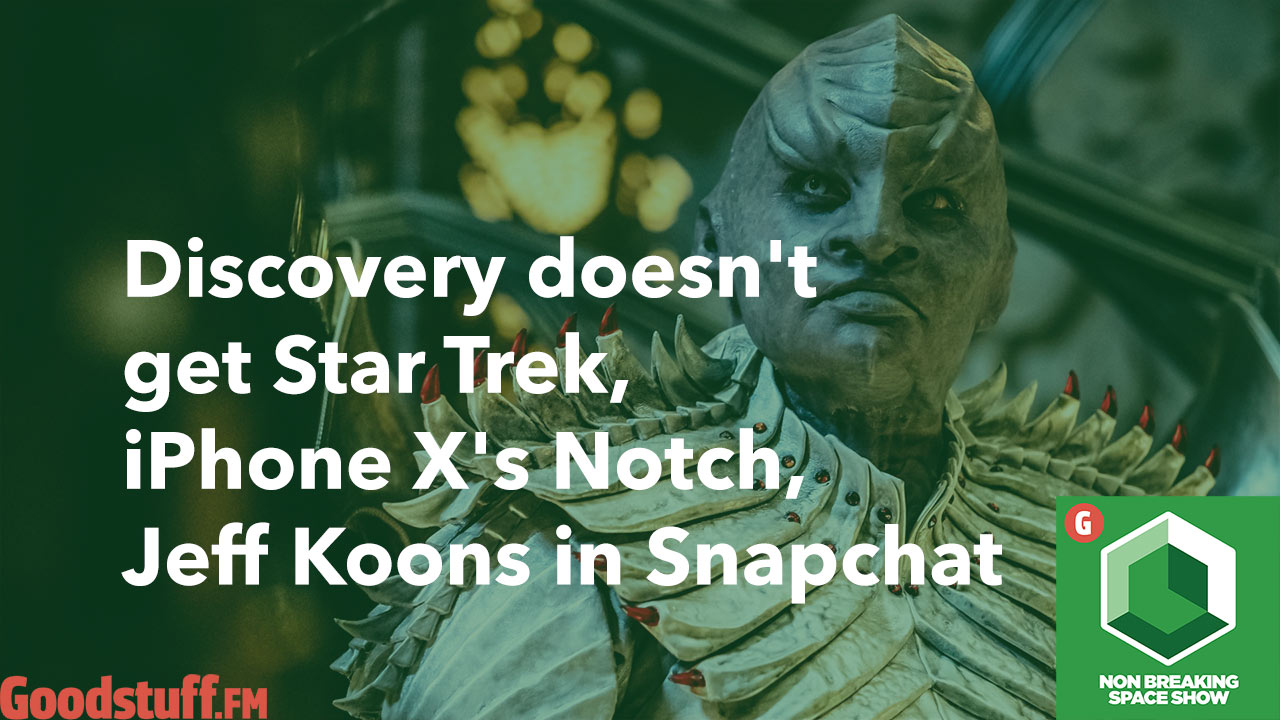 Discovery doesn't
get Star Trek,
iPhone X's Notch,
Jeff Koons in Snapchat
G
NON BREAKING
SPACE SHOW
Goodstuff.FM